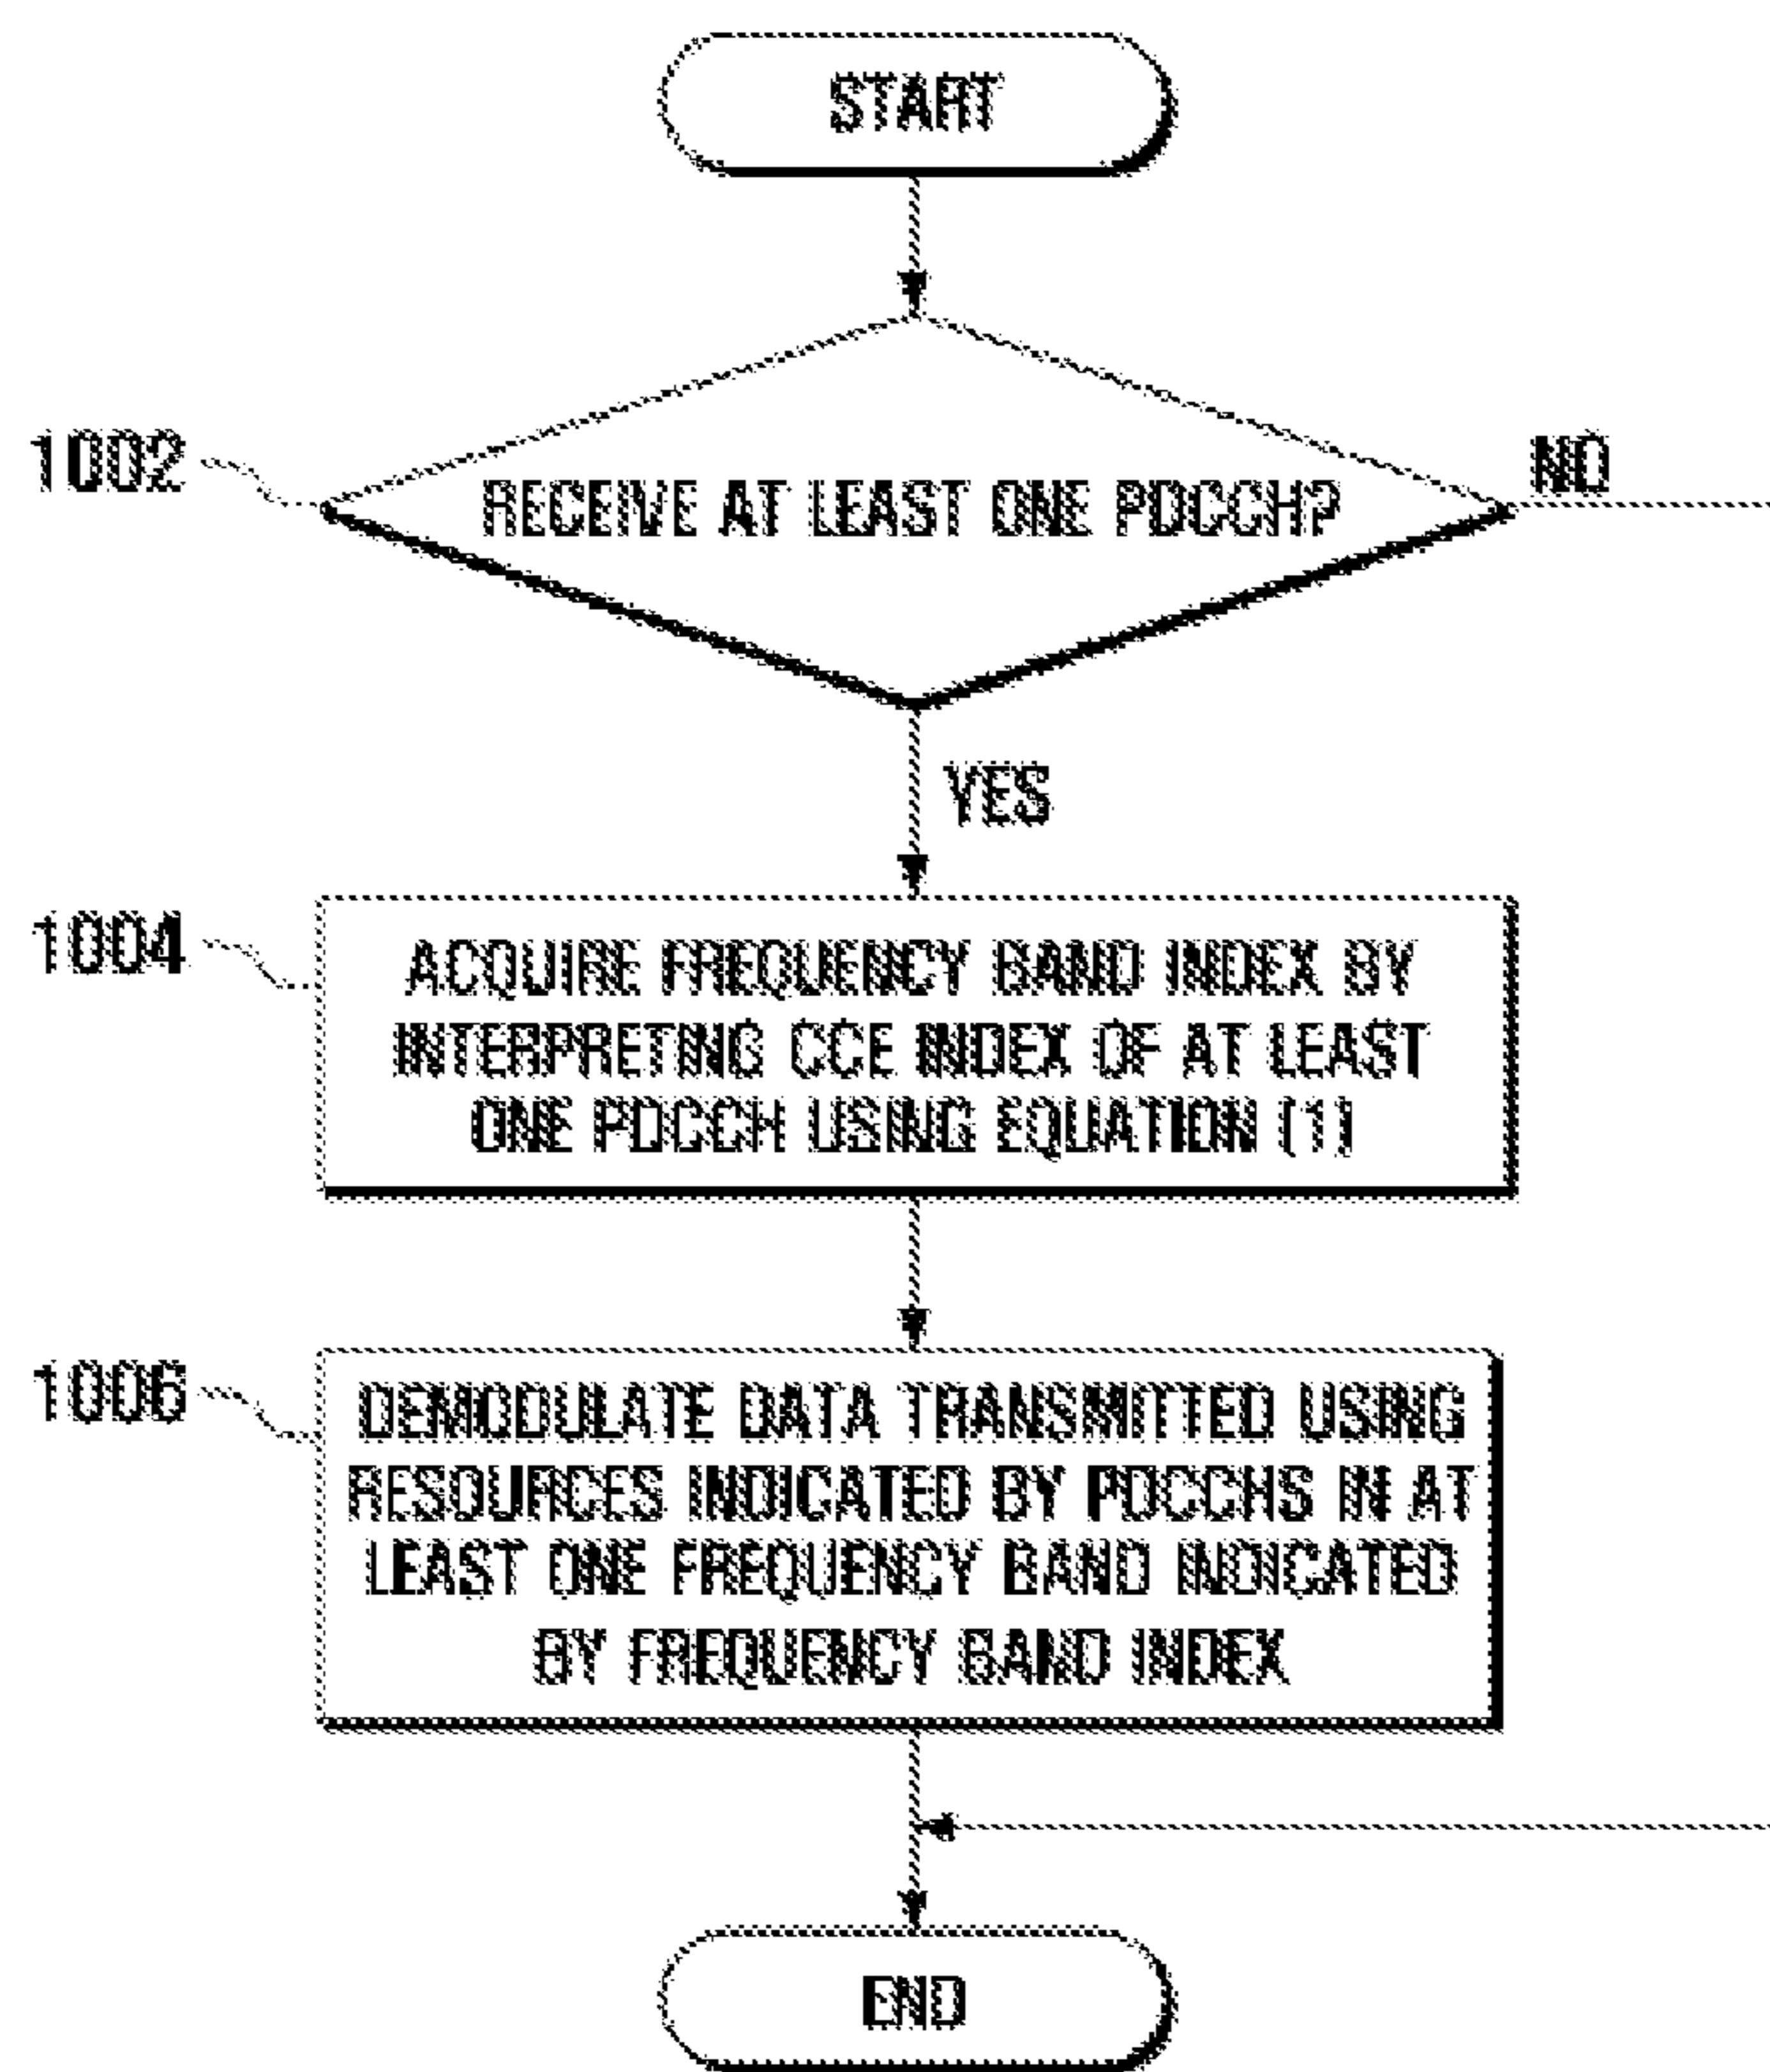 START
1002
RECEIVE AT LEAST ONE PDCCH?
NO
YES
1004
ACQUIRE FREQUENCY BAND INDEX BY
INTERPRETING CCE INDEX OF AT LEAST
ONE PDCCH USING EQUATION (1)
1006
DEMODULATE DATA TRANSMITTED USING
RESOURCES INDICATED BY PDCCHS IN AT
LEAST ONE FREQUENCY BAND INDICATED
BY FREQUENCY BAND INDEX
END